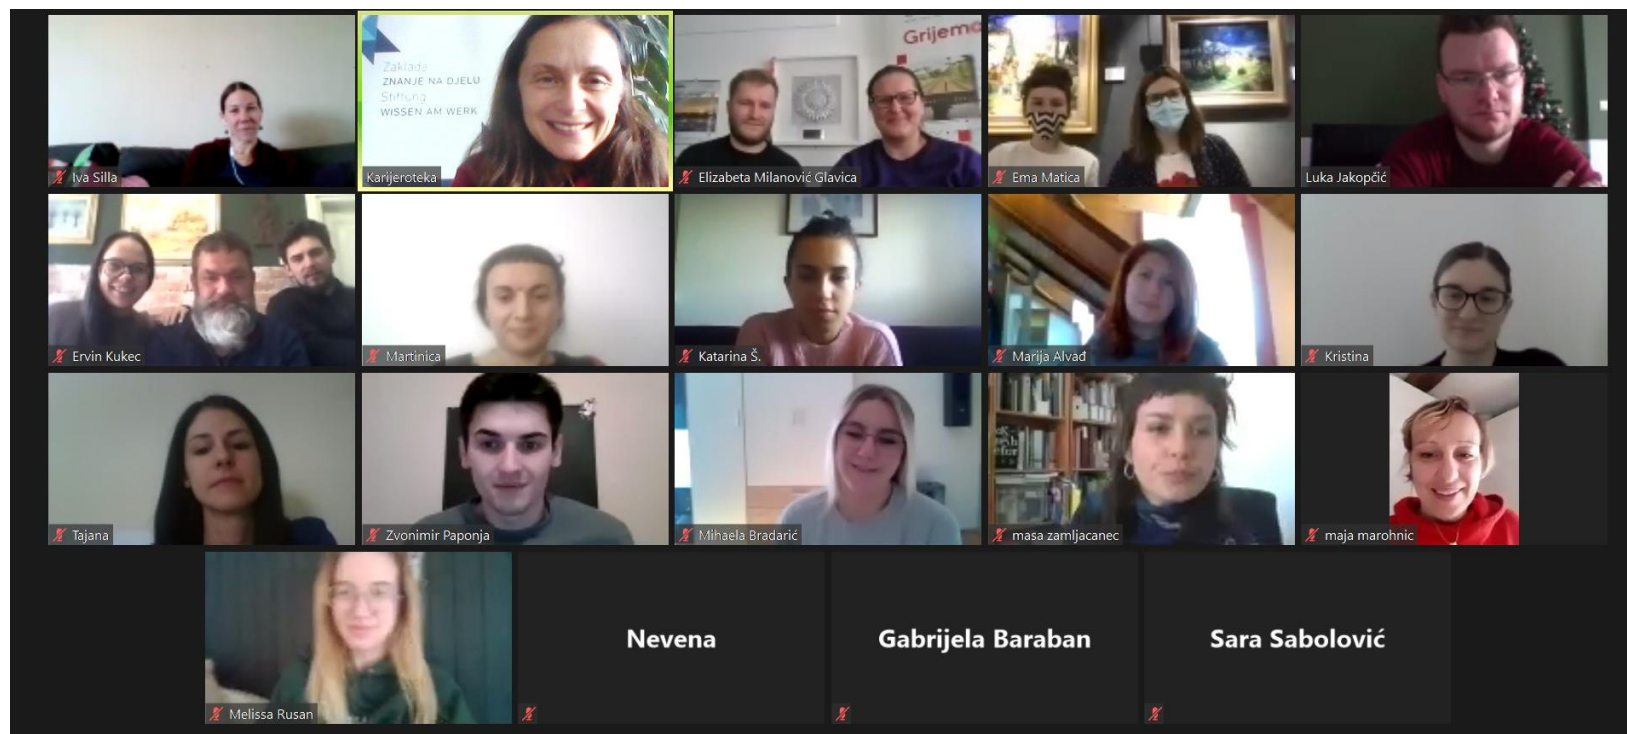 Zaklada
ZNANJE NA DJELU
Stiftung
WISSEN AM WERK
Grijemo
Iva Silla
Karijeroteka
Elizabeta Milanović Glavica
Ema Matica
Luka Jakopčić
Ervin Kukec
Martinica
Katarina Š.
Marija Alvađ
Kristina
Tajana
Zvonimir Paponja
Mihaela Bradarić
masa zamljacanec
maja marohnic
Melissa Rusan
Nevena
Gabrijela Baraban
Sara Sabolović